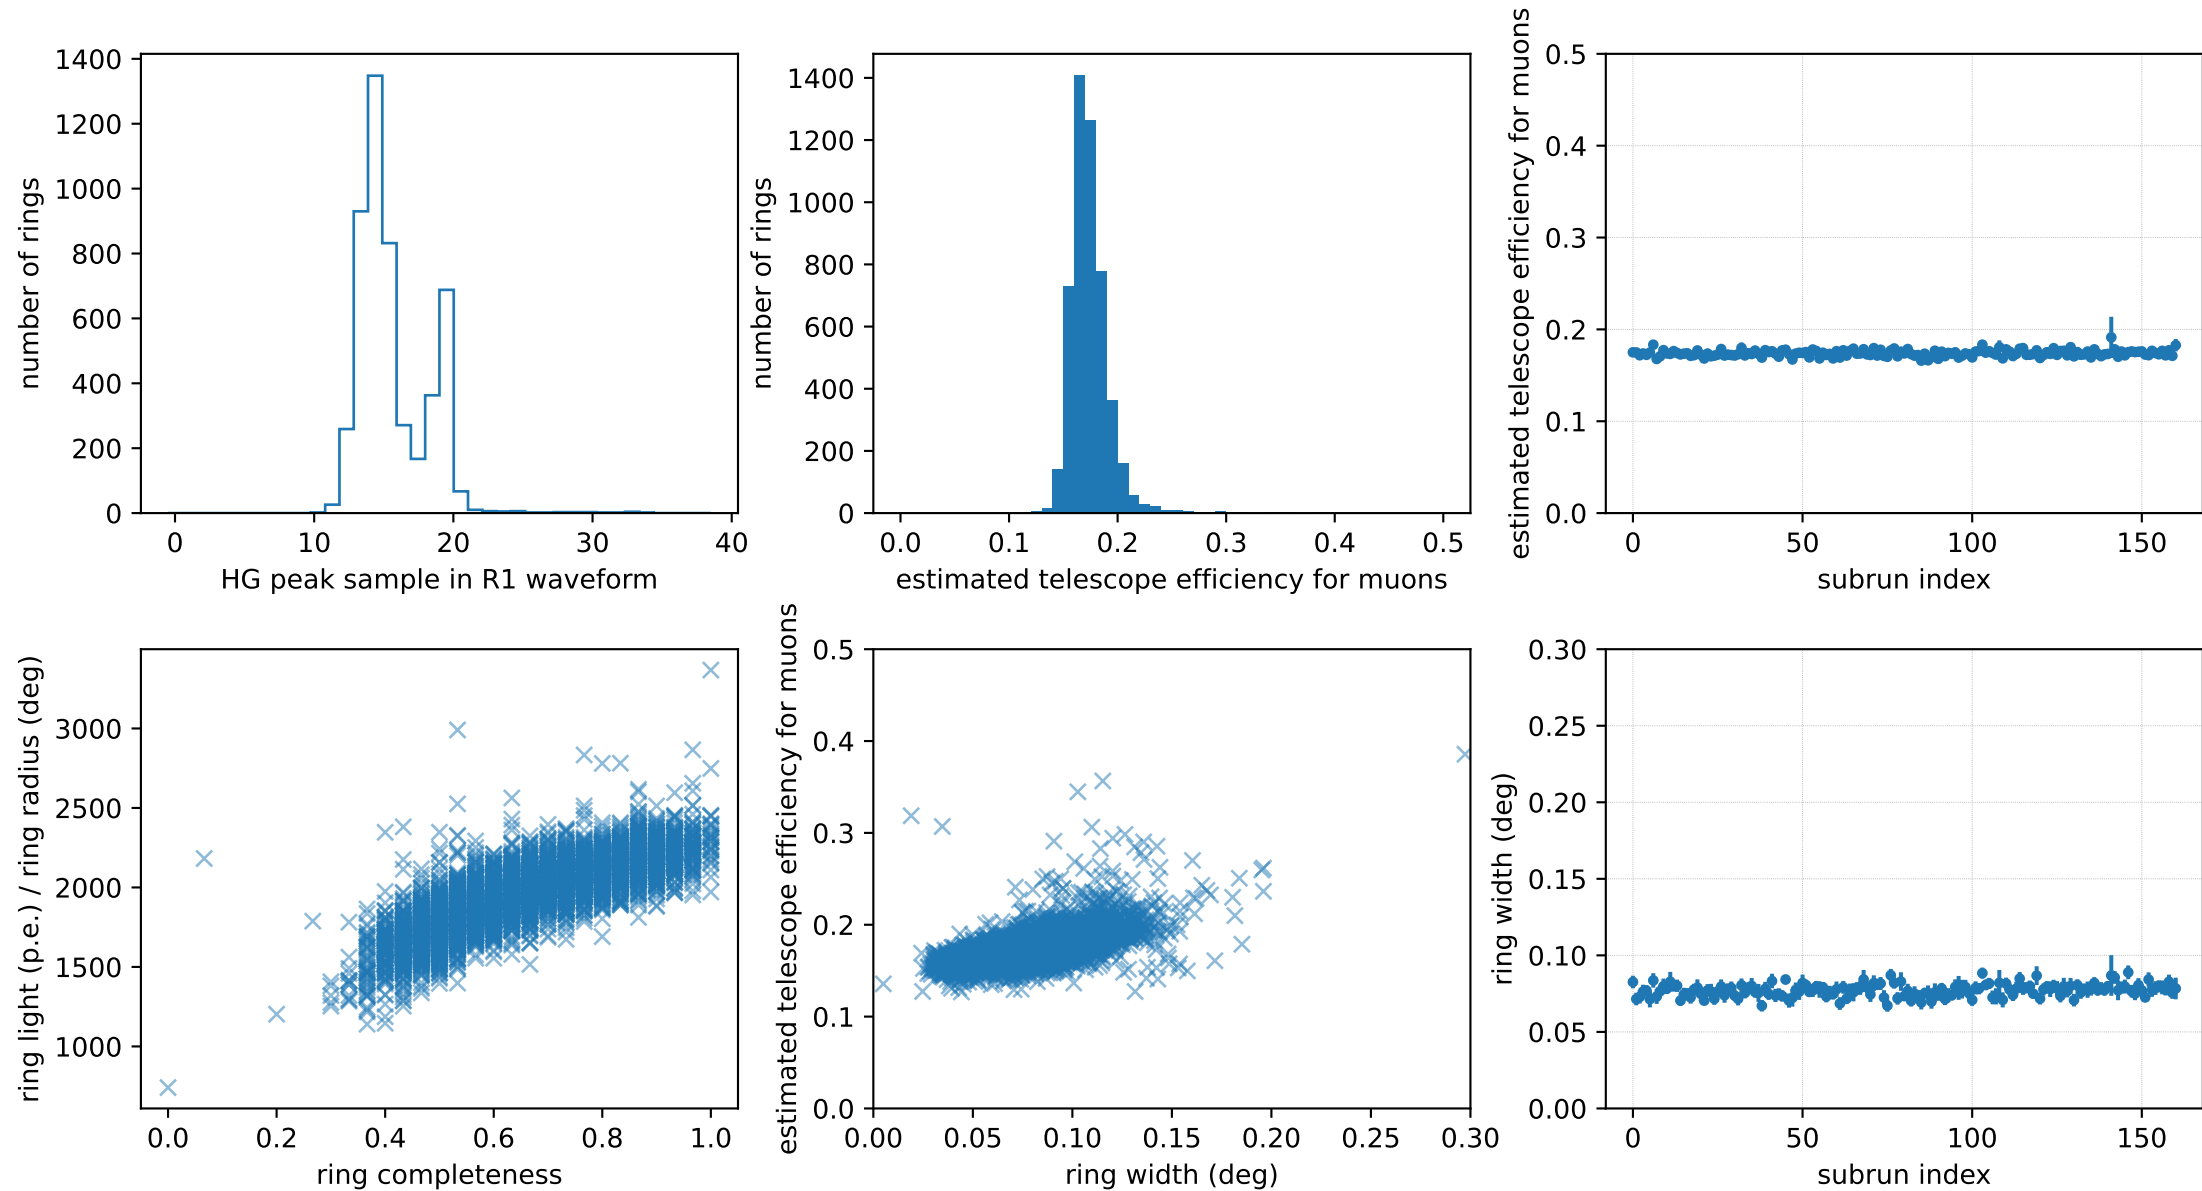 1400
1200
1000
800
600
400
200
0
number of rings
0 10 20 30 40
HG peak sample in R1 waveform
1400
1200
1000
800
600
400
200
0
number of rings
0.0 0.1 0.2 0.3 0.4 0.5
estimated telescope efficiency for muons
0.5
0.4
0.3
0.2
0.1
0.0
estimated telescope efficiency for muons
0 50 100 150
subrun index
3000
2500
2000
1500
1000
ring light (p.e.) / ring radius (deg)
0.0 0.2 0.4 0.6 0.8 1.0
ring completeness
0.5
0.4
0.3
0.2
0.1
0.0
estimated telescope efficiency for muons
0.00 0.05 0.10 0.15 0.20 0.25 0.30
ring width (deg)
0.30
0.25
0.20
0.15
0.10
0.05
0.00
ring width (deg)
0 50 100 150
subrun index